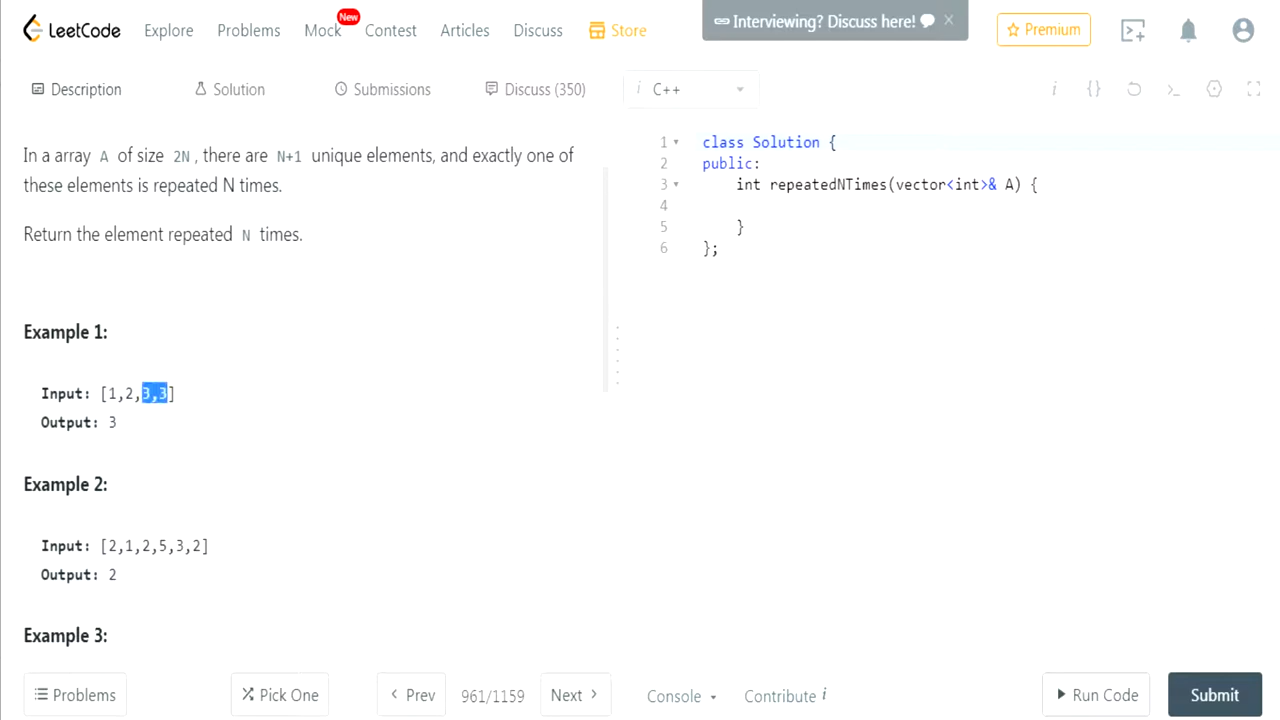 LeetCode Explore Problems Mock New Contest Articles Discuss Store Interviewing? Discuss here! Premium
Description Solution Submissions Discuss (350) i C++ i {}
In a array A of size 2N, there are N+1 unique elements, and exactly one of
these elements is repeated N times.
Return the element repeated N times.
Example 1:
Input: [1,2,3,3]
Output: 3
Example 2:
Input: [2,1,2,5,3,2]
Output: 2
Example 3:
1 class Solution {
2 public:
3 int repeatedNTimes(vector<int>& A) {
4
5 }
6 };
Problems Pick One Prev 961/1159 Next Console Contribute i Run Code Submit